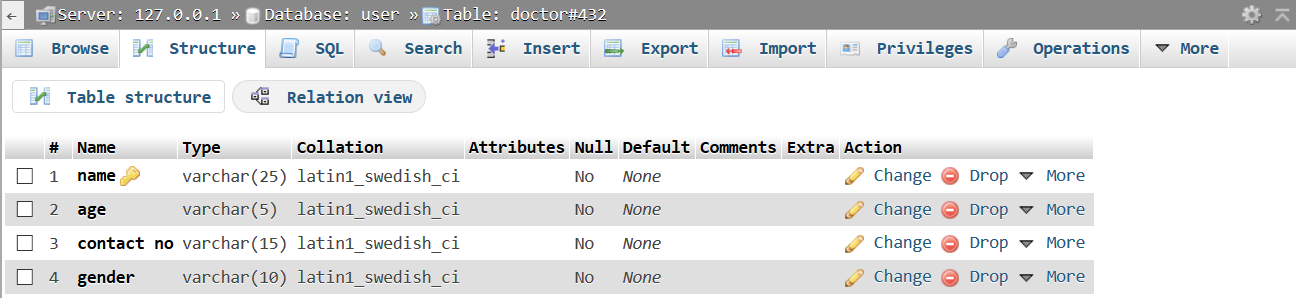 Server: 127.0.0.1 » Database: user » Table: doctor#432
Browse Structure SQL Search Insert Export Import Privileges Operations More
Table structure Relation view
# Name Type Collation Attributes Null Default Comments Extra Action
1 name varchar(25) latin1_swedish_ci No None Change Drop More
2 age varchar(5) latin1_swedish_ci No None Change Drop More
3 contact no varchar(15) latin1_swedish_ci No None Change Drop More
4 gender varchar(10) latin1_swedish_ci No None Change Drop More